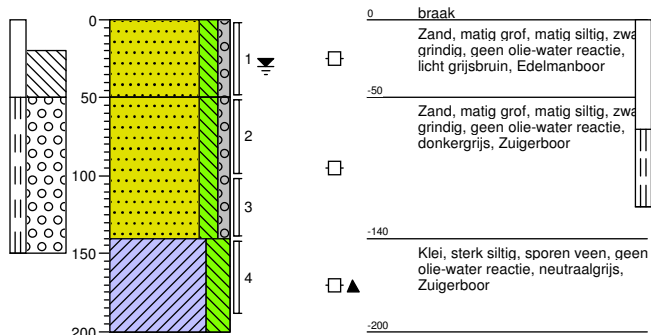 0
50
100
150
200
1
2
3
4
0
braak
Zand, matig grof, matig siltig,
grindig, geen olie-water reactie,
licht grijsbruin, Edelmanboor
-50
Zand, matig grof, matig siltig,
grindig, geen olie-water reactie,
donkergrijs, Zuigerboor
-140
Klei, sterk siltig, sporen veen, geen
olie-water reactie, neutraalgrijs,
Zuigerboor
-200